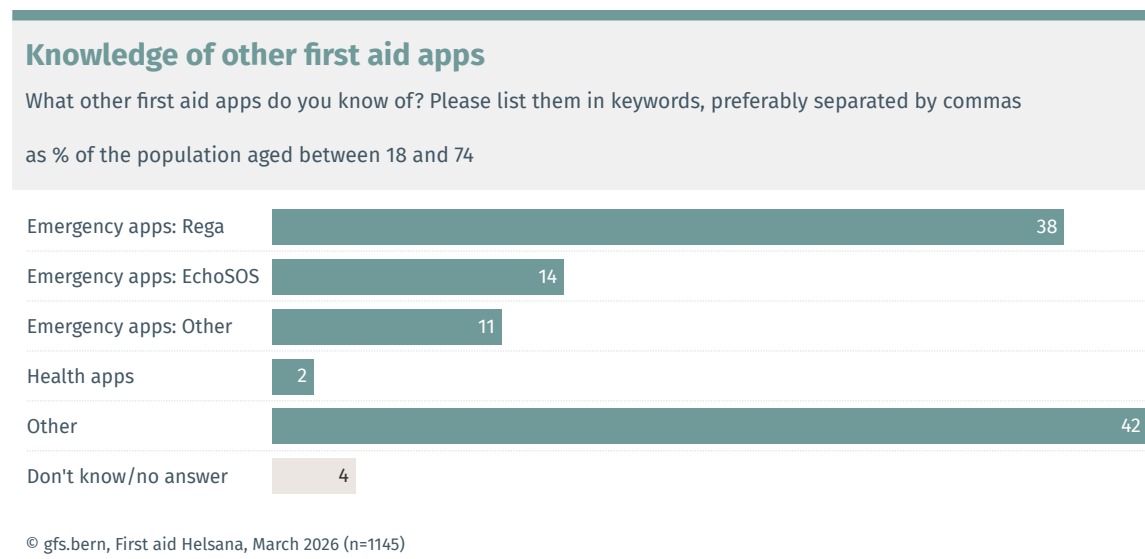 Knowledge of other first aid apps
What other first aid apps do you know of? Please list them in keywords, preferably separated by commas
as % of the population aged between 18 and 74
Emergency apps: Rega 38
Emergency apps: EchoSOS 14
Emergency apps: Other 11
Health apps 2
Other 42
Don't know/no answer 4
© gfs.bern, First aid Helsana, March 2026 (n=1145)